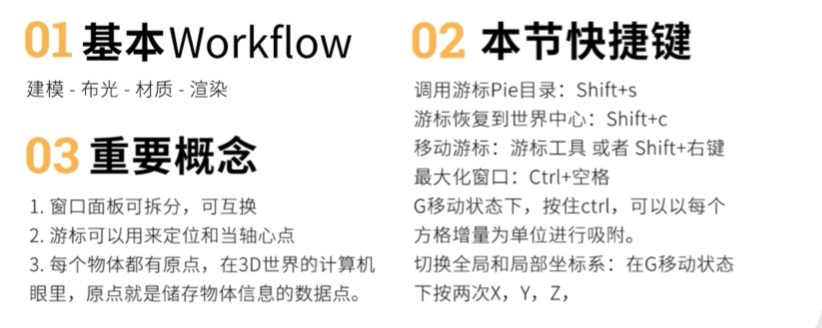 01 基本Workflow
建模 - 布光 - 材质 - 渲染
03 重要概念
1. 窗口面板可拆分，可互换
2. 游标可以用来定位和当轴心点
3. 每个物体都有原点，在3D世界的计算机
眼里，原点就是储存物体信息的数据点。
02 本节快捷键
调用游标Pie目录：Shift+s
游标恢复到世界中心：Shift+c
移动游标：游标工具 或者 Shift+右键
最大化窗口：Ctrl+空格
G移动状态下，按住ctrl，可以以每个
方格增量为单位进行吸附。
切换全局和局部坐标系：在G移动状态
下按两次X，Y，Z，